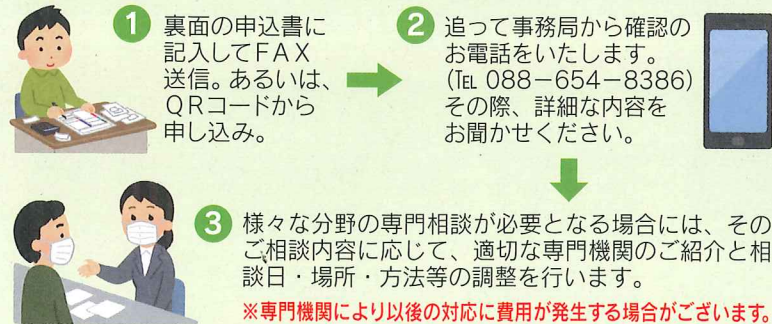 1 裏面の申込書に
記入してFAX
送信。あるいは、
QRコードから
申し込み。
2 追って事務局から確認の
お電話をいたします。
(℡ 088－654－8386)
その際、詳細な内容を
お聞かせください。
3 様々な分野の専門相談が必要となる場合には、その
ご相談内容に応じて、適切な専門機関のご紹介と相
談日・場所・方法等の調整を行います。
※専門機関により以後の対応に費用が発生する場合がございます。